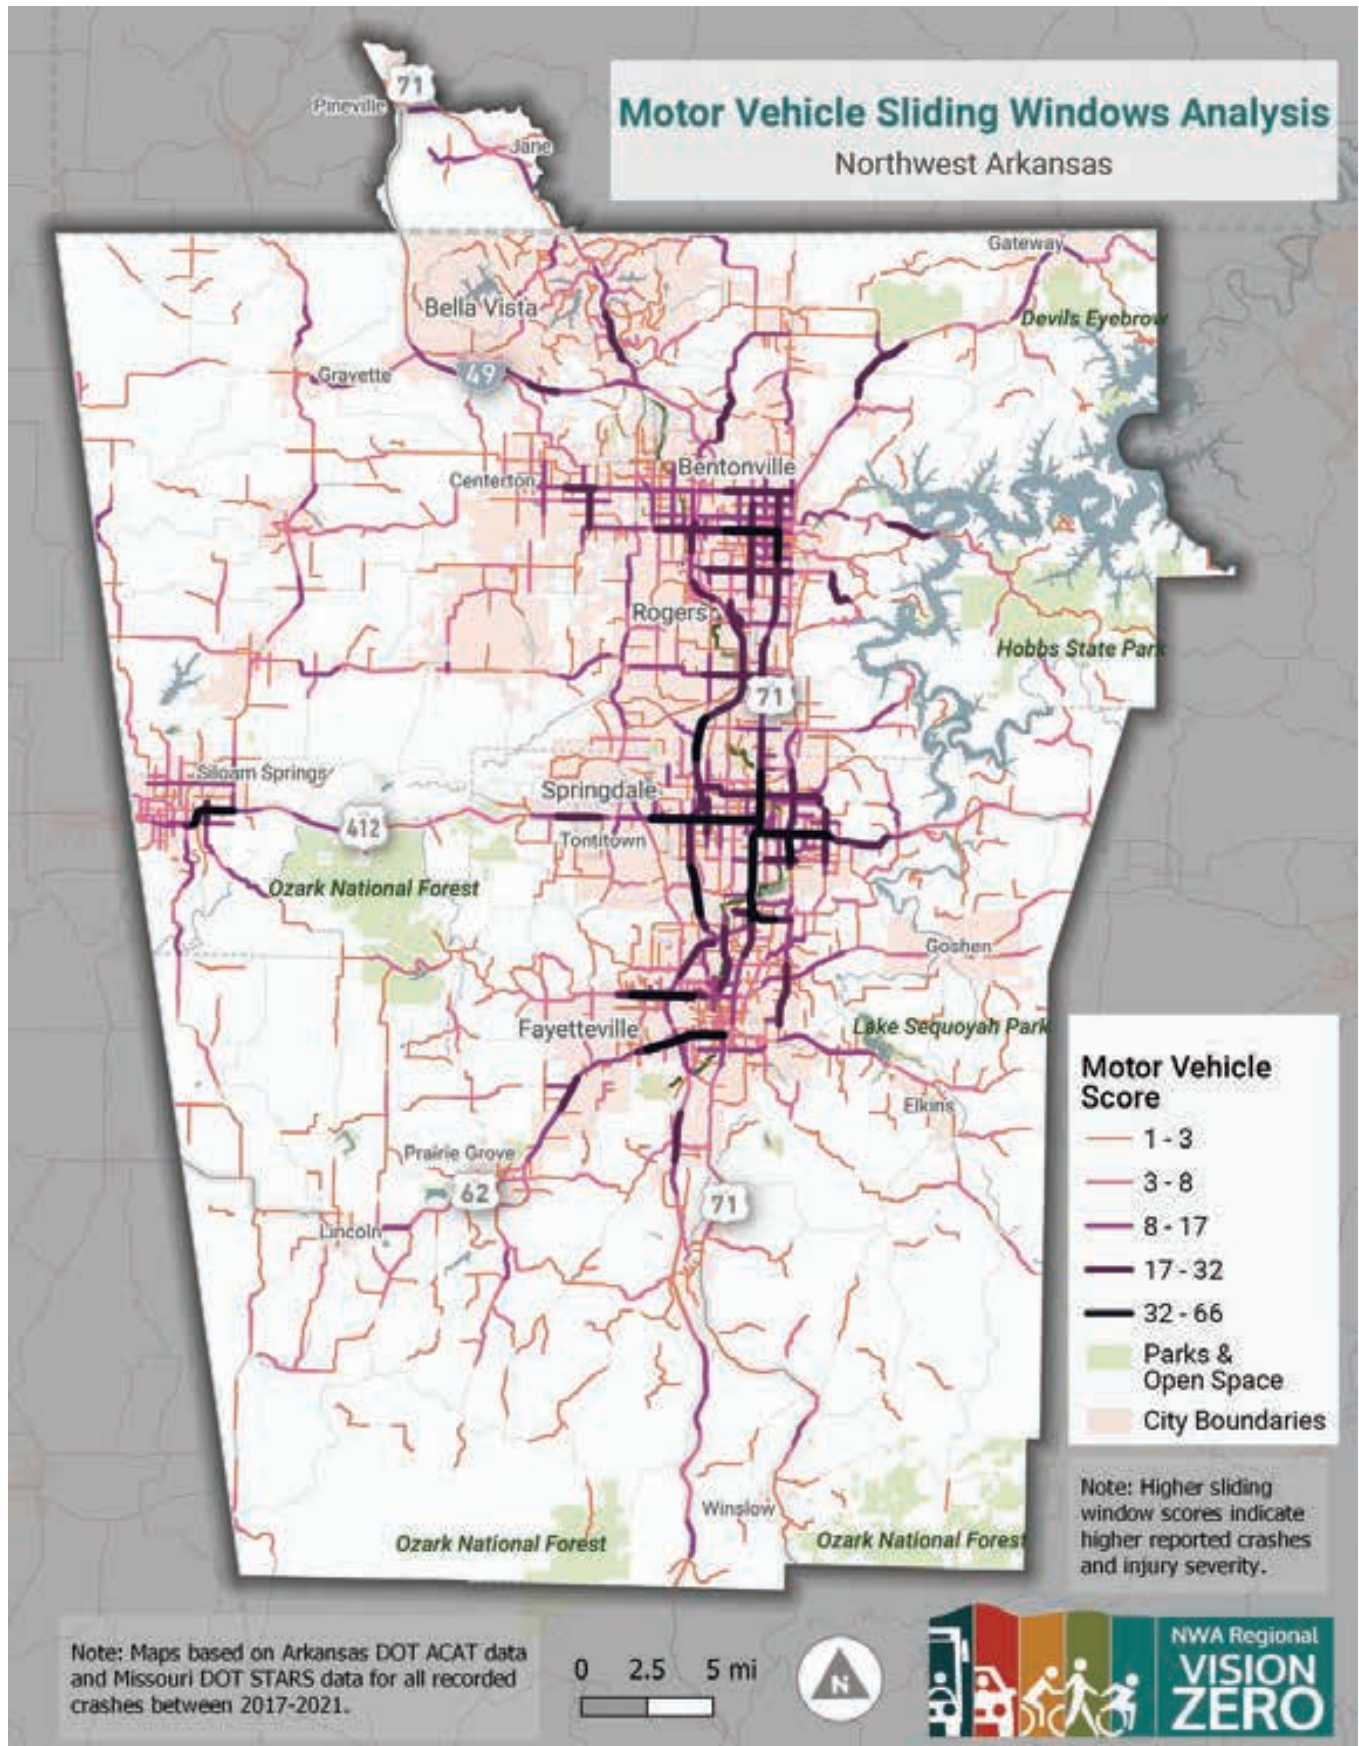 Motor Vehicle Sliding Windows Analysis
Northwest Arkansas
71
Pineville
Jane
Gateway
Bella Vista
Devils Eyebrow
Gravette
49
Bentonville
Centerton
Rogers
Hobbs State Park
71
Siloam Springs
Springdale
412
Tontitown
Ozark National Forest
Goshen
Fayetteville
Lake Sequoyah Park
Elkins
Prairie Grove
62
71
Lincoln
Winslow
Ozark National Forest
Ozark National Forest
Motor Vehicle
Score
1 - 3
3 - 8
8 - 17
17 - 32
32 - 66
Parks &
Open Space
City Boundaries
Note: Higher sliding
window scores indicate
higher reported crashes
and injury severity.
Note: Maps based on Arkansas DOT ACAT data
and Missouri DOT STARS data for all recorded
crashes between 2017-2021.
0 2.5 5 mi
N
NWA Regional
VISION
ZERO